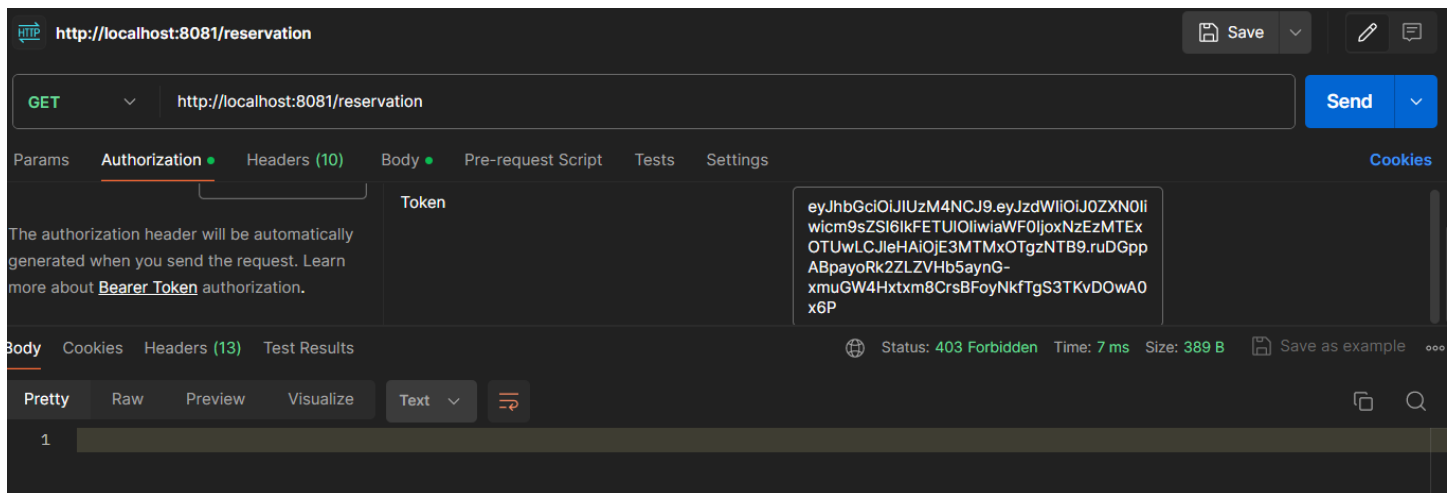 HTTP http://localhost:8081/reservation Save
GET http://localhost:8081/reservation Send
Params Authorization Headers (10) Body Pre-request Script Tests Settings Cookies
Token
eyJhbGciOiJIUzM4NCJ9.eyJzdWIiOiJ0ZXN0Ii
wicm9sZSI6IkFETUlOIiwiaWF0IjoxNzEzMTEx
OTUwLCJleHAiOjE3MTMxOTgzNTB9.ruDGpp
ABpayoRk2ZLZVHb5aynG-
xmuGW4Hxtxm8CrsBFoyNkfTgS3TKvDOwA0
x6P
The authorization header will be automatically
generated when you send the request. Learn
more about Bearer Token authorization.
Body Cookies Headers (13) Test Results Status: 403 Forbidden Time: 7 ms Size: 389 B Save as example
Pretty Raw Preview Visualize Text
1